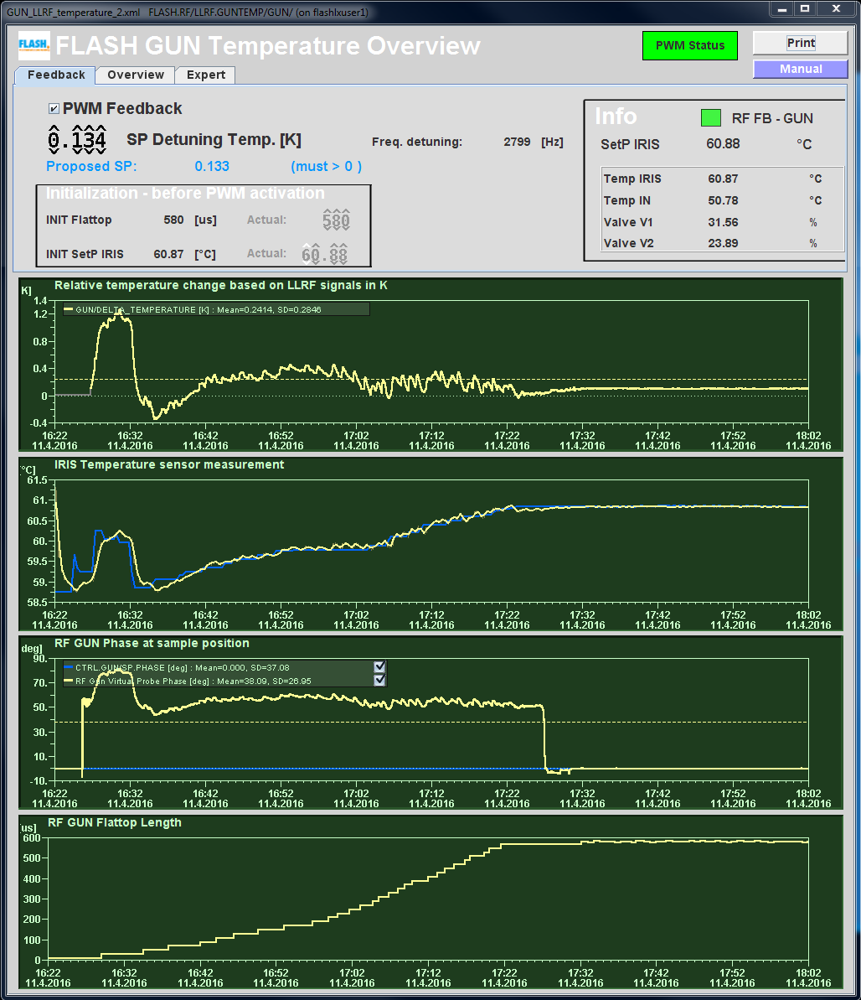 GUN_LLRF_temperature_2.xml FLASH.RF/LLRF.GUNTEMP/GUN/ (on flashlxuser1)
FLASH. FLASH GUN Temperature Overview
PWM Status
Print
Manual
Feedback Overview Expert
PWM Feedback
0.134 SP Detuning Temp. [K] Freq. detuning: 2799 [Hz]
Proposed SP: 0.133 (must > 0 )
Initialization - before PWM activation
INIT Flattop 580 [us] Actual: 580
INIT SetP IRIS 60.87 [°C] Actual: 60.88
Info RF FB - GUN
SetP IRIS 60.88 °C
Temp IRIS 60.87 °C
Temp IN 50.78 °C
Valve V1 31.56 %
Valve V2 23.89 %
Relative temperature change based on LLRF signals in K
K]
GUN/DELTA_TEMPERATURE [K] : Mean=0.2414, SD=0.2846
1.4
1.2
0.8
0.4
0
-0.4
16:22 16:32 16:42 16:52 17:02 17:12 17:22 17:32 17:42 17:52 18:02
11.4.2016 11.4.2016 11.4.2016 11.4.2016 11.4.2016 11.4.2016 11.4.2016 11.4.2016 11.4.2016 11.4.2016 11.4.2016
IRIS Temperature sensor measurement
°C]
61.5
61.
60.5
60.
59.5
59.
58.5
16:22 16:32 16:42 16:52 17:02 17:12 17:22 17:32 17:42 17:52 18:02
11.4.2016 11.4.2016 11.4.2016 11.4.2016 11.4.2016 11.4.2016 11.4.2016 11.4.2016 11.4.2016 11.4.2016 11.4.2016
RF GUN Phase at sample position
deg]
CTRL.GUN/SP.PHASE [deg] : Mean=0.000, SD=37.08
RF Gun Virtual Probe Phase [deg] : Mean=38.09, SD=26.95
90.
70.
50.
30.
10.
-10.
16:22 16:32 16:42 16:52 17:02 17:12 17:22 17:32 17:42 17:52 18:02
11.4.2016 11.4.2016 11.4.2016 11.4.2016 11.4.2016 11.4.2016 11.4.2016 11.4.2016 11.4.2016 11.4.2016 11.4.2016
RF GUN Flattop Length
[us]
600
500
400
300
200
100
0
16:22 16:32 16:42 16:52 17:02 17:12 17:22 17:32 17:42 17:52 18:02
11.4.2016 11.4.2016 11.4.2016 11.4.2016 11.4.2016 11.4.2016 11.4.2016 11.4.2016 11.4.2016 11.4.2016 11.4.2016